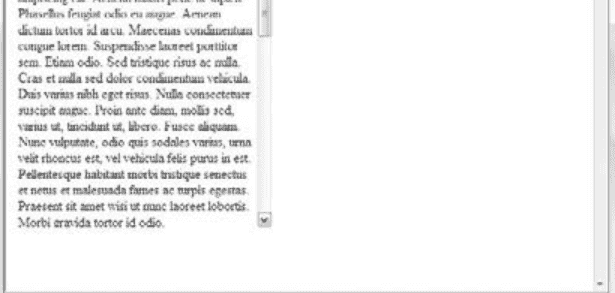 Phasellus feugiat odio eu augue. Aenean
dictum tortor id arcu. Maecenas condimentum
congue lorem. Suspendisse laoreet porttitor
sem. Etiam odio. Sed tristique risus ac nulla.
Cras et nulla sed dolor condimentum vehicula.
Duis varius nibh eget risus. Nulla consectetuer
suscipit augue. Proin ante diam, mollis sed,
varius ut, tincidunt ut, libero. Fusce aliquam.
Nunc vulputate, odio quis sodales varius, urna
velit rhoncus est, vel vehicula felis purus in est.
Pellentesque habitant morbi tristique senectus
et netus et malesuada fames ac turpis egestas.
Praesent sit amet wisi ut nunc laoreet lobortis.
Morbi gravida tortor id odio.